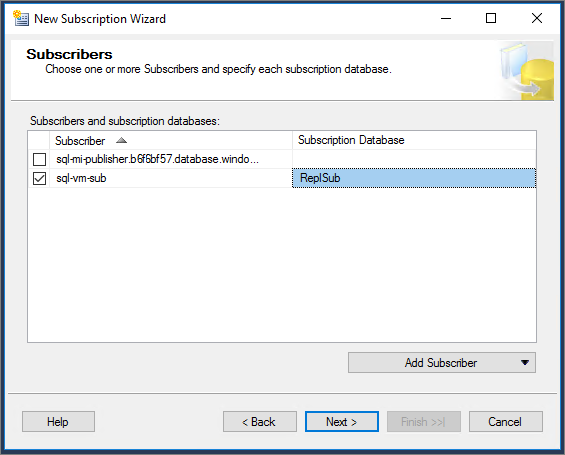 New Subscription Wizard
Subscribers
Choose one or more Subscribers and specify each subscription database.
Subscribers and subscription databases:
Subscriber Subscription Database
sql-mi-publisher.b6f6bf57.database.windo...
sql-vm-sub ReplSub
Add Subscriber
Help < Back Next > Finish >>| Cancel